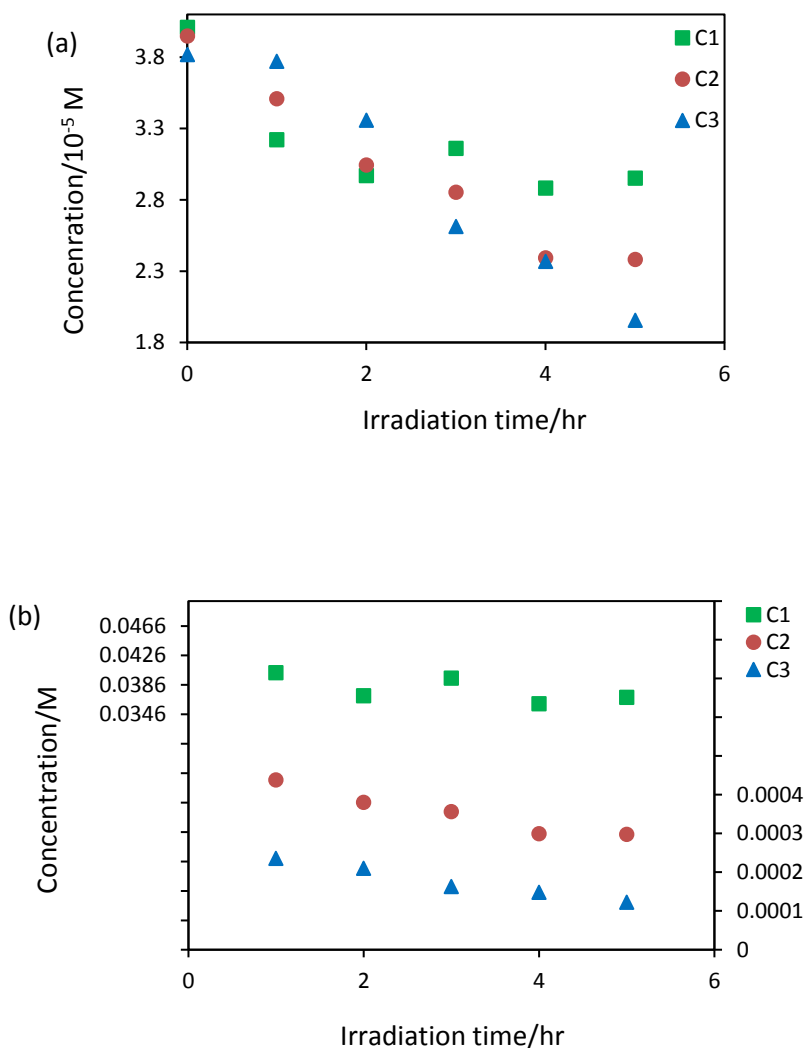 (a)
C1
C2
C3
3.8
3.3
2.8
2.3
1.8
Concenration/10⁻⁵ M
0 2 4 6
Irradiation time/hr
(b)
C1
C2
C3
0.0466
0.0426
0.0386
0.0346
Concentration/M
0.0004
0.0003
0.0002
0.0001
0
0 2 4 6
Irradiation time/hr